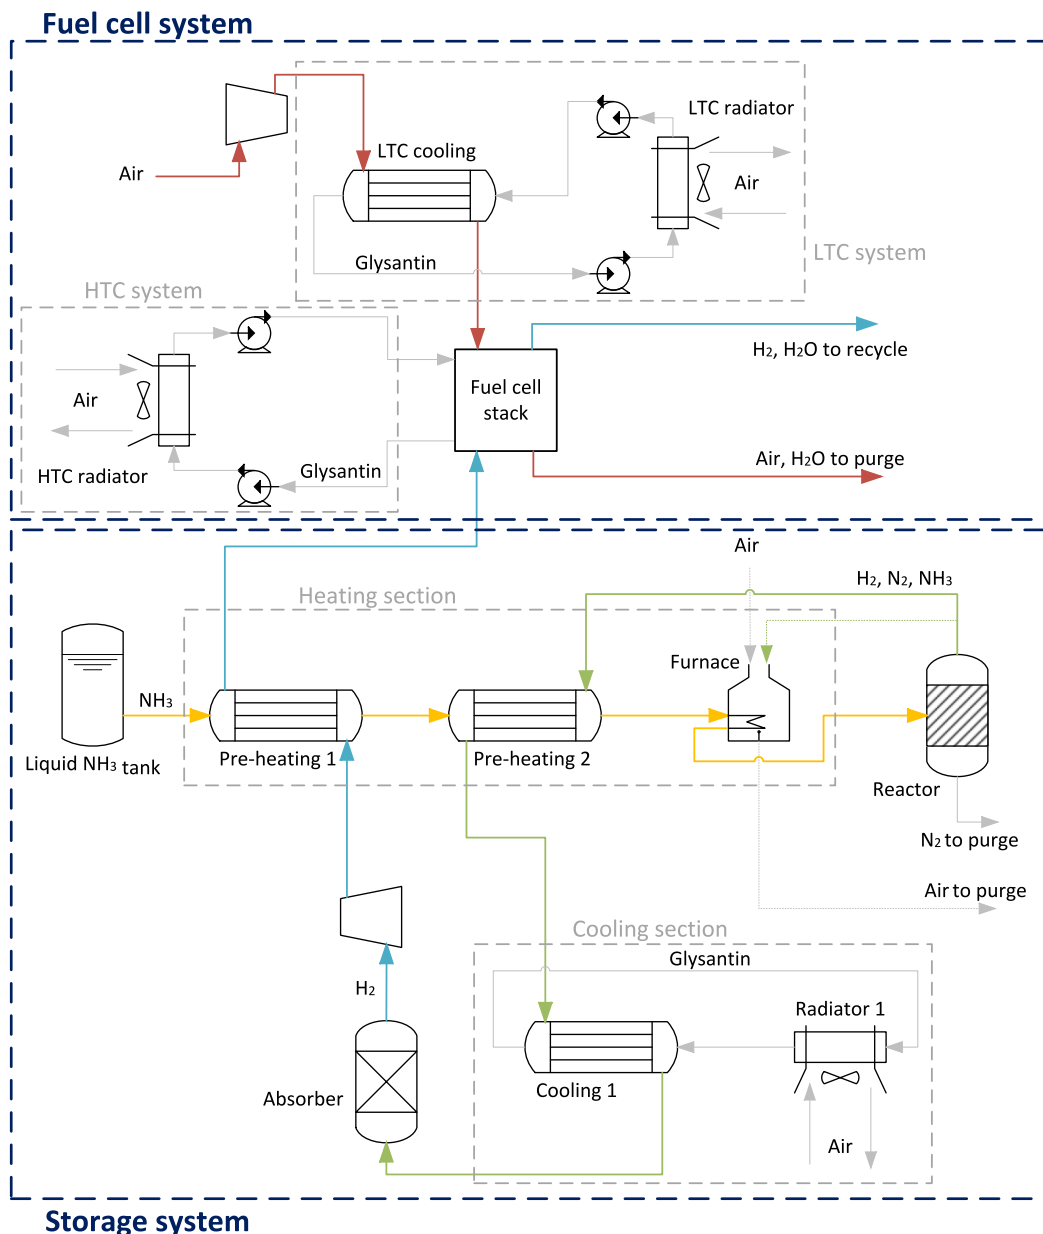 Fuel cell system
LTC radiator
LTC cooling
Air
Air
Glysantin
LTC system
HTC system
H2, H2O to recycle
Fuel cell
stack
Air
HTC radiator
Glysantin
Air, H2O to purge
Air
H2, N2, NH3
Heating section
Furnace
NH3
Liquid NH3 tank
Pre-heating 1
Pre-heating 2
Reactor
N2 to purge
Air to purge
Cooling section
Glysantin
H2
Radiator 1
Absorber
Cooling 1
Air
Storage system